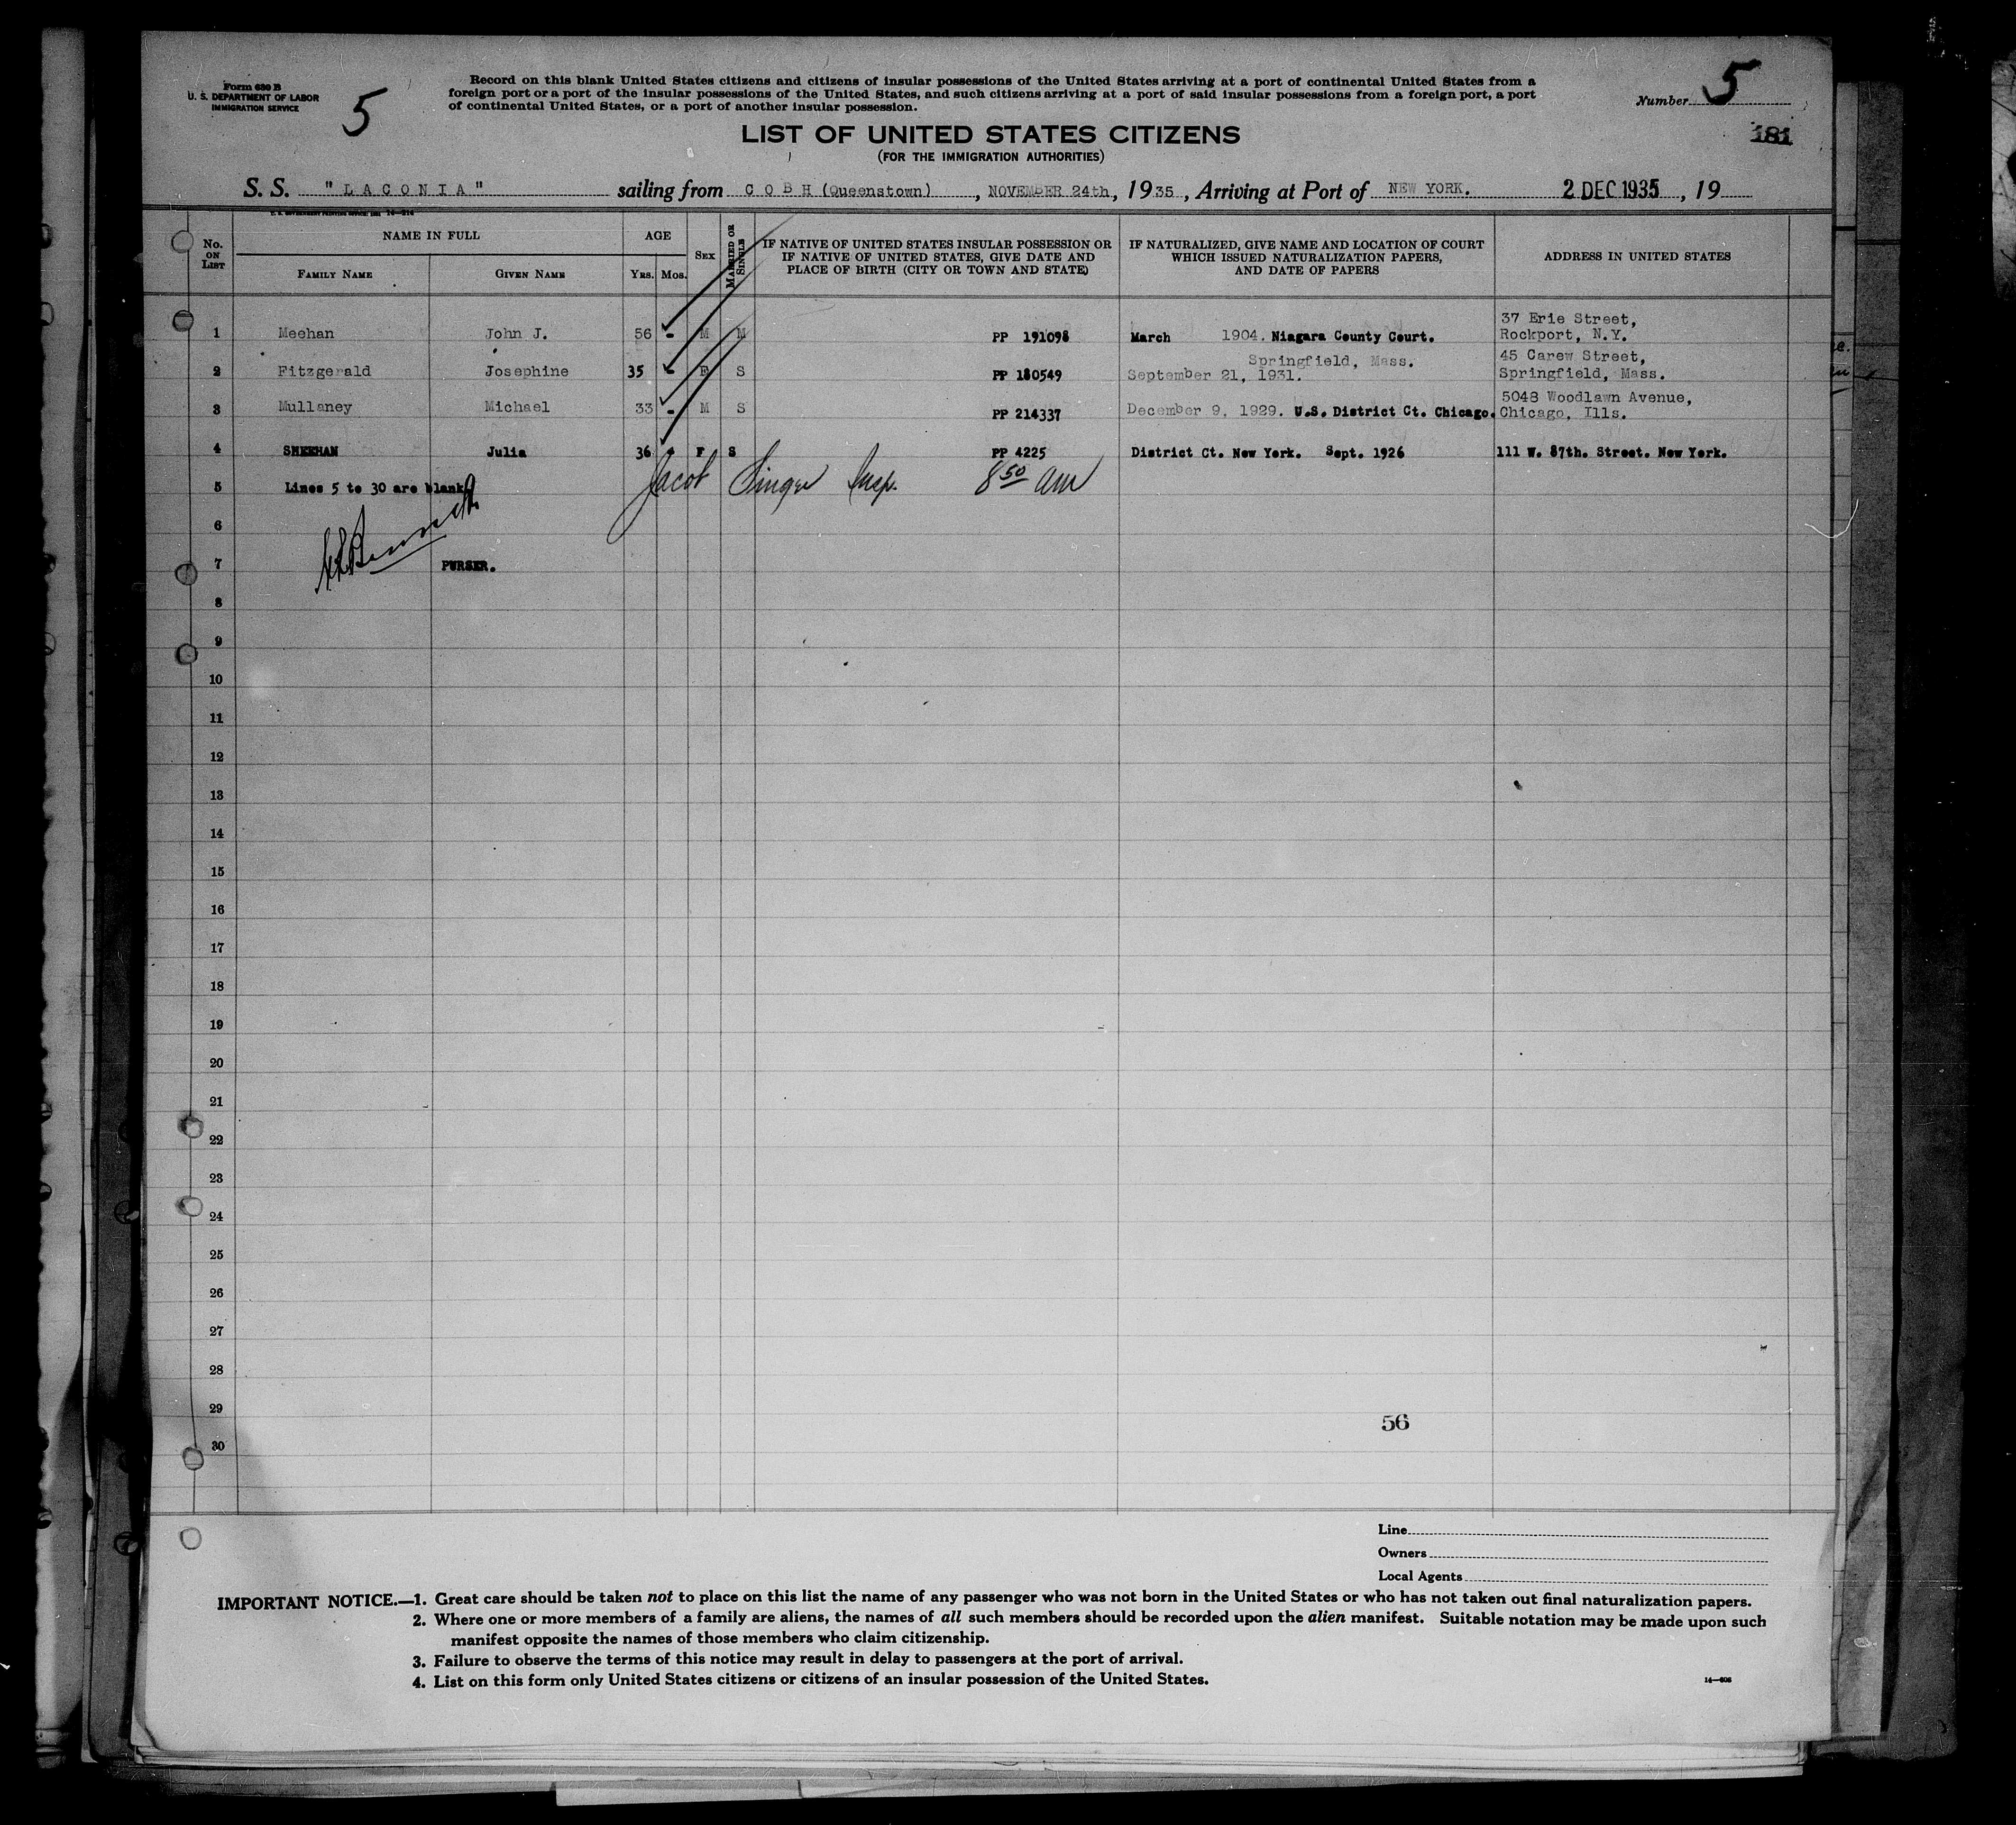 Form 630 B
U. S. DEPARTMENT OF LABOR
IMMIGRATION SERVICE
5
Record on this blank United States citizens and citizens of insular possessions of the United States arriving at a port of continental United States from a
foreign port or a port of the insular possessions of the United States, and such citizens arriving at a port of said insular possessions from a foreign port, a port
of continental United States, or a port of another insular possession.
Number 5
181
LIST OF UNITED STATES CITIZENS
(FOR THE IMMIGRATION AUTHORITIES)
S. S. "LACONIA" sailing from COBH (Queenstown), NOVEMBER 24th, 1935, Arriving at Port of NEW YORK. 2 DEC 1935, 19
No. ON LIST
NAME IN FULL
FAMILY NAME GIVEN NAME
AGE
YRS. MOS.
SEX
MARRIED OR SINGLE
IF NATIVE OF UNITED STATES INSULAR POSSESSION OR
IF NATIVE OF UNITED STATES, GIVE DATE AND
PLACE OF BIRTH (CITY OR TOWN AND STATE)
IF NATURALIZED, GIVE NAME AND LOCATION OF COURT
WHICH ISSUED NATURALIZATION PAPERS,
AND DATE OF PAPERS
ADDRESS IN UNITED STATES
37 Erie Street,
1 Meehan John J. 56 - M M PP 191098 March 1904. Niagara County Court. Rockport, N.Y.
Springfield, Mass. 45 Carew Street,
2 Fitzgerald Josephine 35 - F S PP 180549 September 21, 1931. Springfield, Mass.
5048 Woodlawn Avenue,
3 Mullaney Michael 33 - M S PP 214337 December 9, 1929. U.S. District Ct. Chicago. Chicago, Ills.
4 SHEEHAN Julia 36 - F S PP 4225 District Ct. New York. Sept. 1926 111 W. 87th. Street. New York.
5 Lines 5 to 30 are blank Jacob Singer Insp. 8 50 am
6
7 PURSER.
8
9
10
11
12
13
14
15
16
17
18
19
20
21
22
23
24
25
26
27
28
29 56
30
Line
Owners
Local Agents
IMPORTANT NOTICE.—1. Great care should be taken not to place on this list the name of any passenger who was not born in the United States or who has not taken out final naturalization papers.
2. Where one or more members of a family are aliens, the names of all such members should be recorded upon the alien manifest. Suitable notation may be made upon such
manifest opposite the names of those members who claim citizenship.
3. Failure to observe the terms of this notice may result in delay to passengers at the port of arrival.
4. List on this form only United States citizens or citizens of an insular possession of the United States.